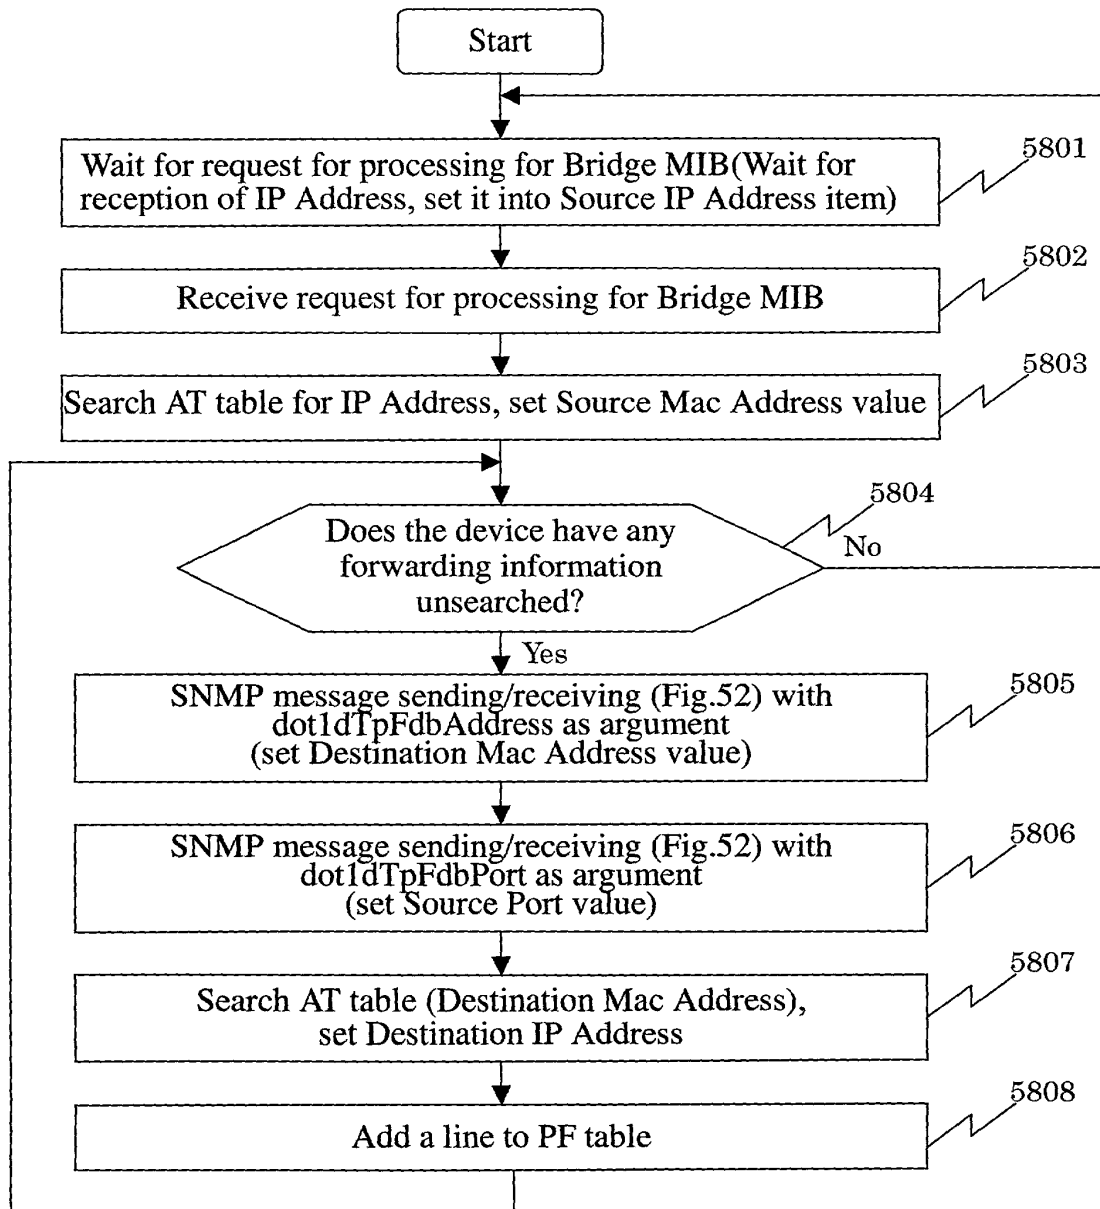 Start
Wait for request for processing for Bridge MIB(Wait for
reception of IP Address, set it into Source IP Address item)
5801
Receive request for processing for Bridge MIB
5802
Search AT table for IP Address, set Source Mac Address value
5803
Does the device have any
forwarding information
unsearched?
5804
No
Yes
SNMP message sending/receiving (Fig.52) with
dot1dTpFdbAddress as argument
(set Destination Mac Address value)
5805
SNMP message sending/receiving (Fig.52) with
dot1dTpFdbPort as argument
(set Source Port value)
5806
Search AT table (Destination Mac Address),
set Destination IP Address
5807
Add a line to PF table
5808